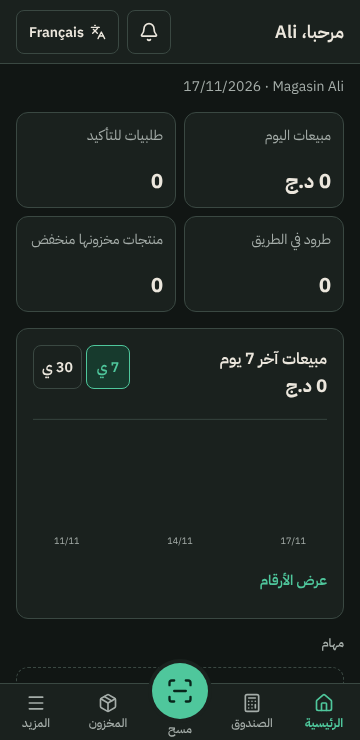 مرحبا، Ali
Français
17/11/2026 · Magasin Ali
مبيعات اليوم
0 د.ج
طلبيات للتأكيد
0
طرود في الطريق
0
منتجات مخزونها منخفض
0
مبيعات آخر 7 يوم
0 د.ج
7 ي
30 ي
17/11
14/11
11/11
عرض الأرقام
مهام
الرئيسية
الصندوق
مسح
المخزون
المزيد